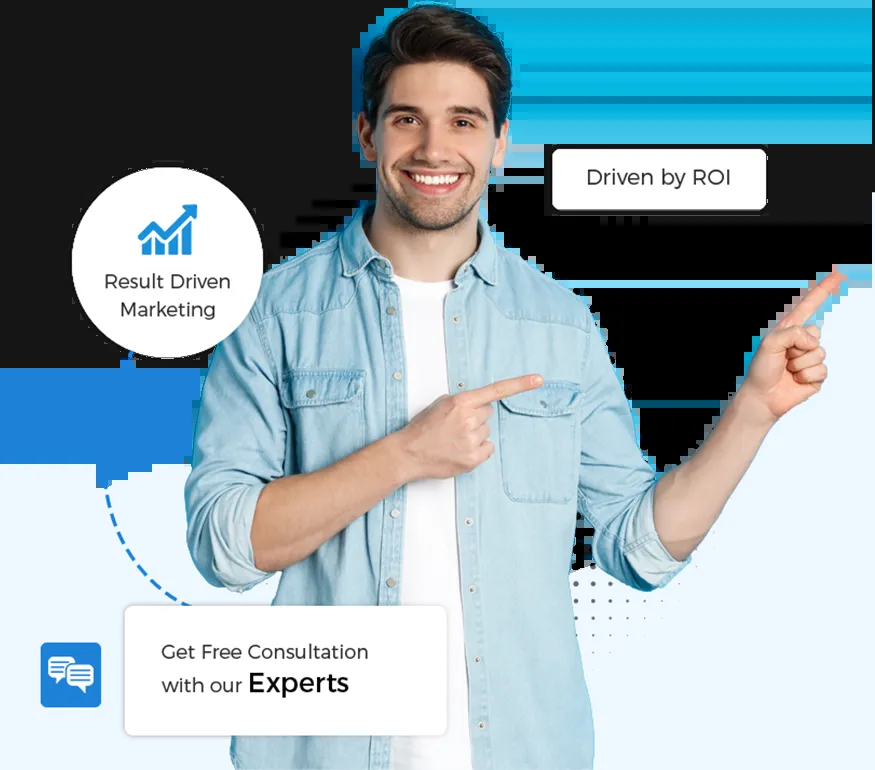 Driven by ROI
Result Driven
Marketing
Get Free Consultation
with our Experts